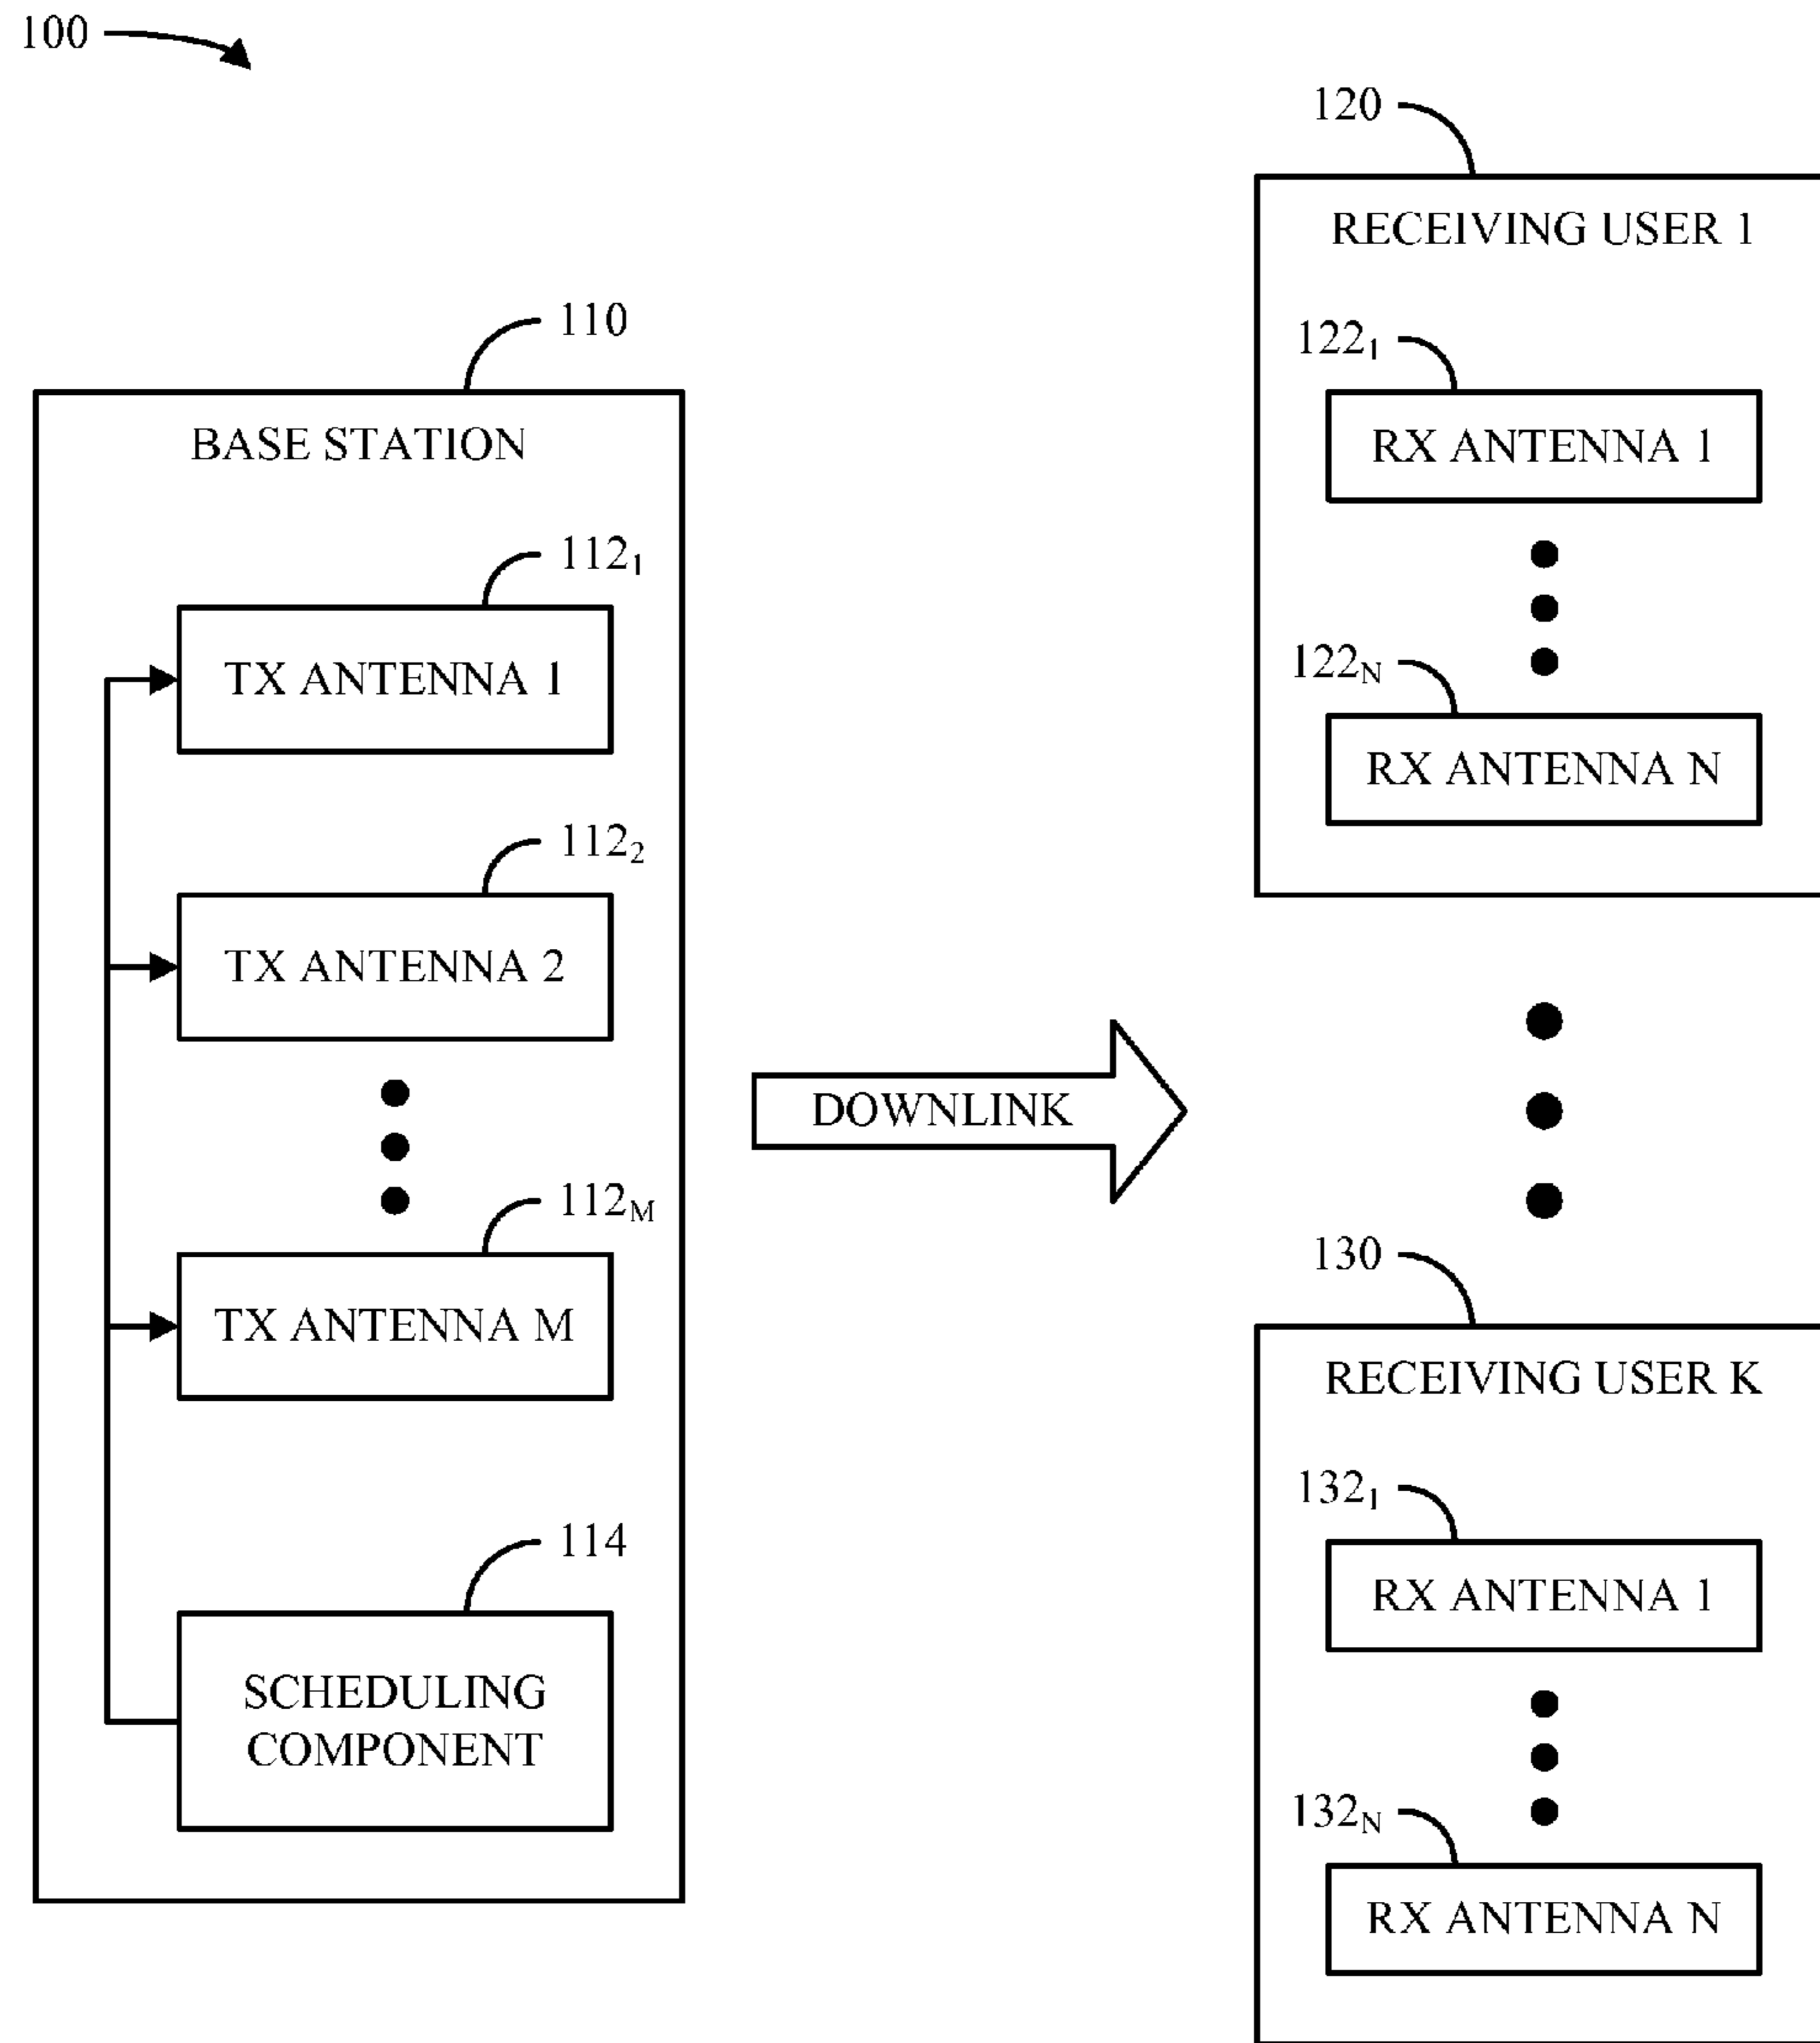 100
110
BASE STATION
112₁
TX ANTENNA 1
112₂
TX ANTENNA 2
112M
TX ANTENNA M
114
SCHEDULING
COMPONENT
DOWNLINK
120
RECEIVING USER 1
122₁
RX ANTENNA 1
122N
RX ANTENNA N
130
RECEIVING USER K
132₁
RX ANTENNA 1
132N
RX ANTENNA N